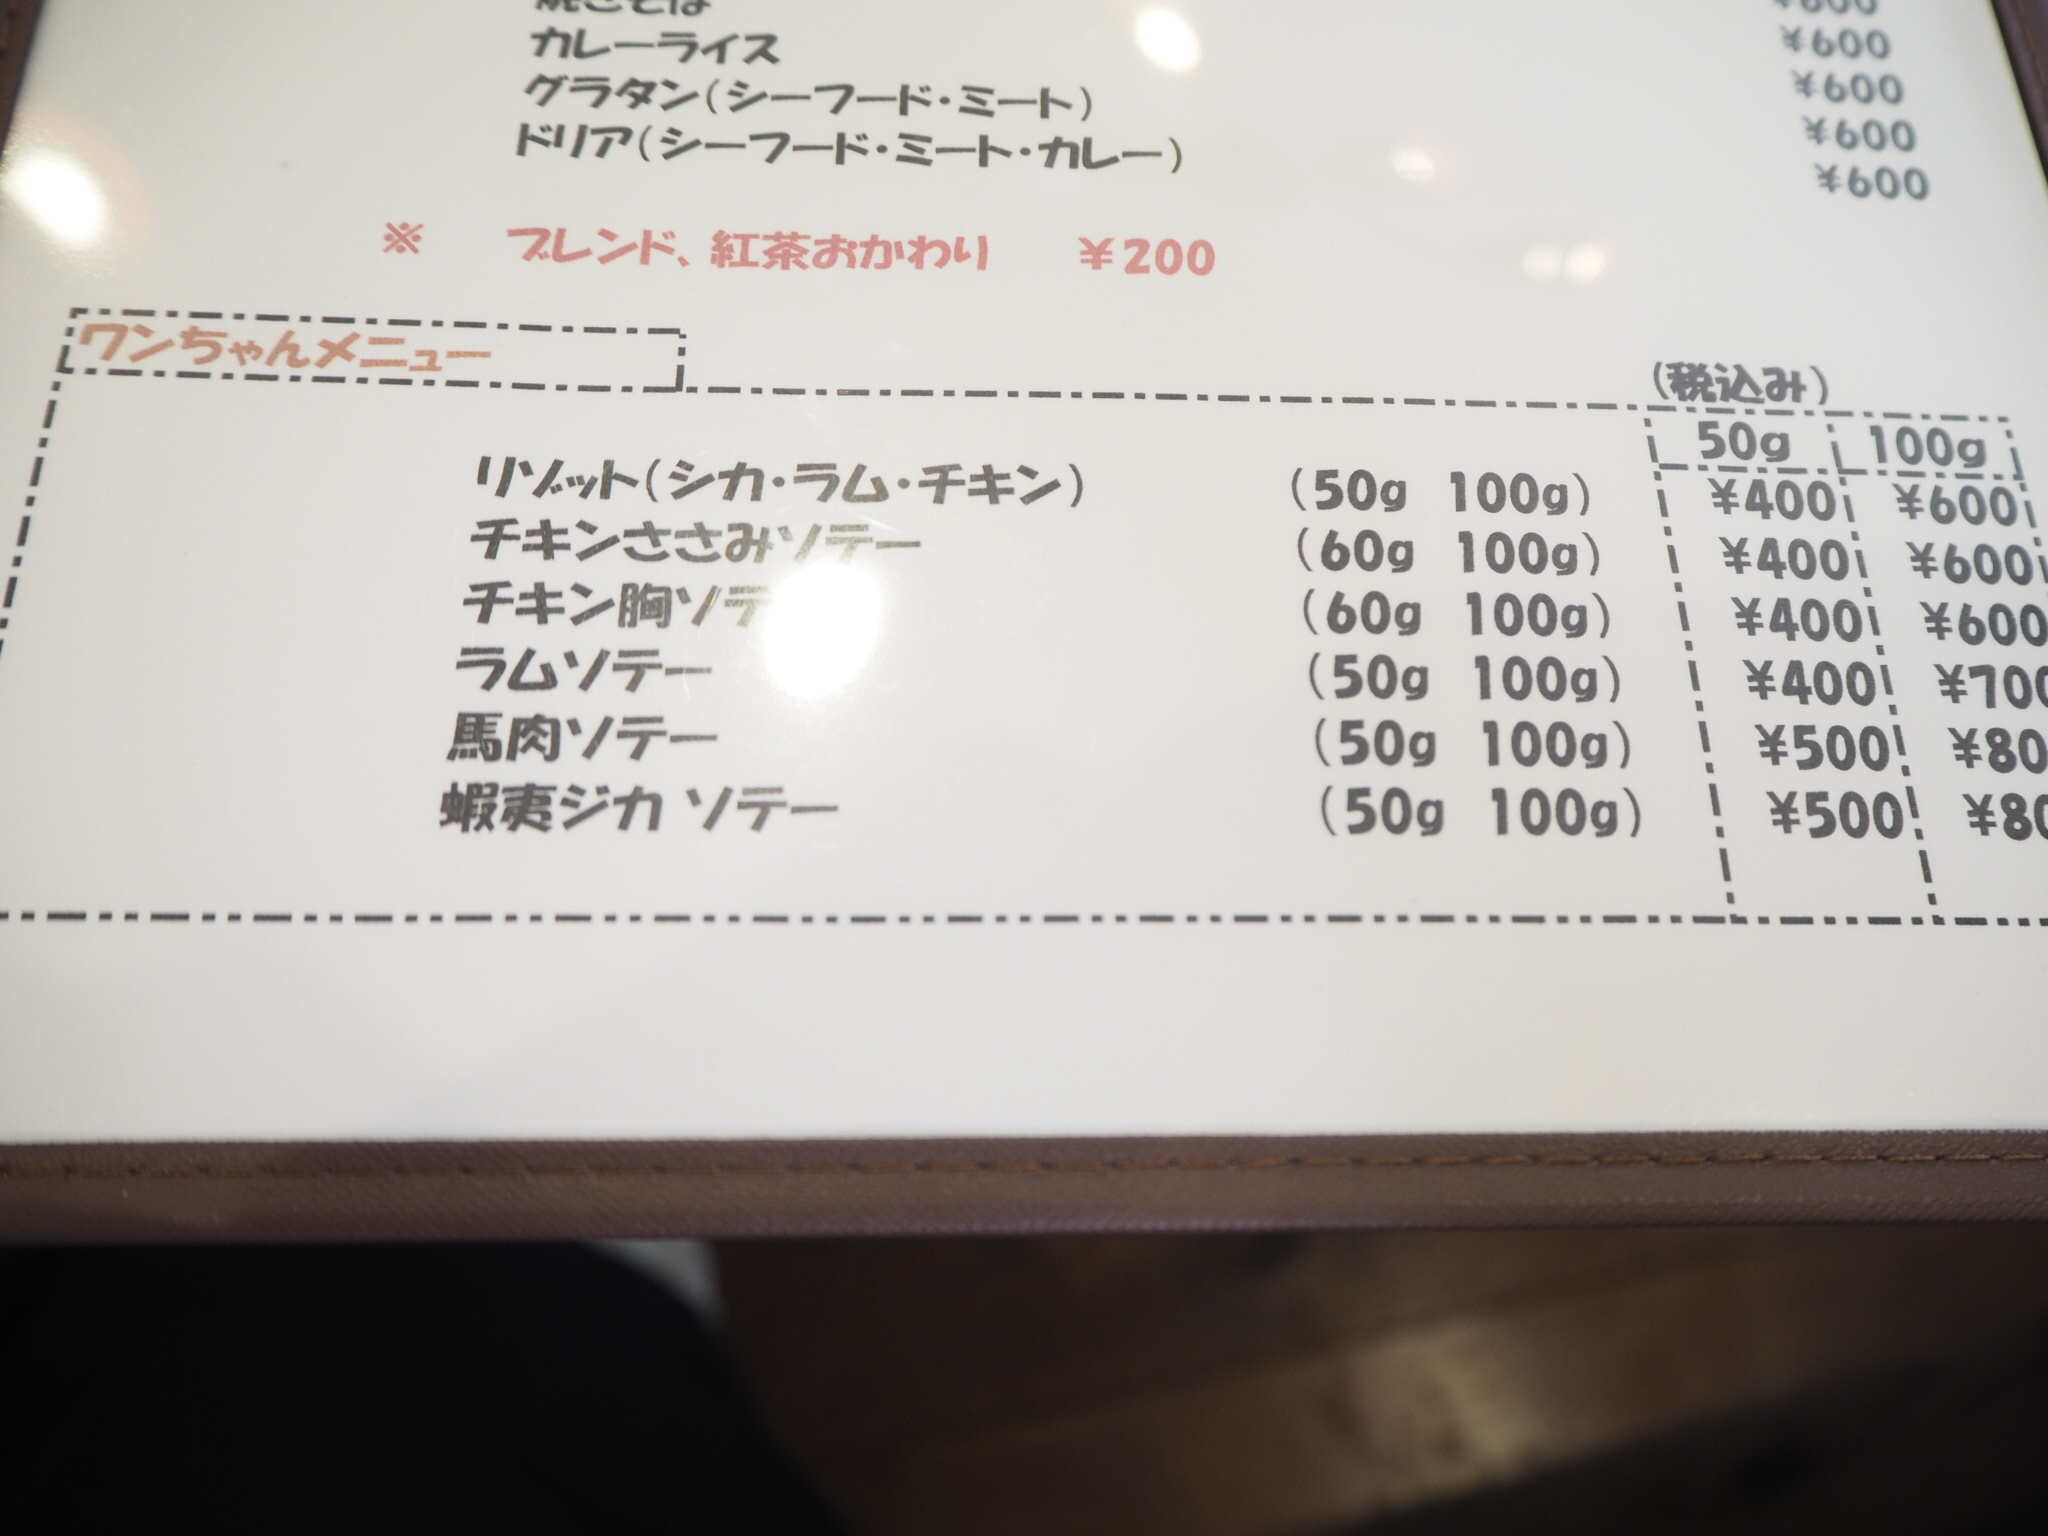 カレーライス ¥600
グラタン(シーフード・ミート) ¥600
ドリア(シーフード・ミート・カレー) ¥600
¥600
※ ブレンド、紅茶おかわり ¥200
ワンちゃんメニュー
(税込み)
50g 100g
リゾット(シカ・ラム・チキン) (50g 100g) ¥400 ¥600
チキンささみソテー (60g 100g) ¥400 ¥600
チキン胸ソテ (60g 100g) ¥400 ¥600
ラムソテー (50g 100g) ¥400 ¥700
馬肉ソテー (50g 100g) ¥500 ¥80
蝦夷ジカ ソテー (50g 100g) ¥500 ¥80